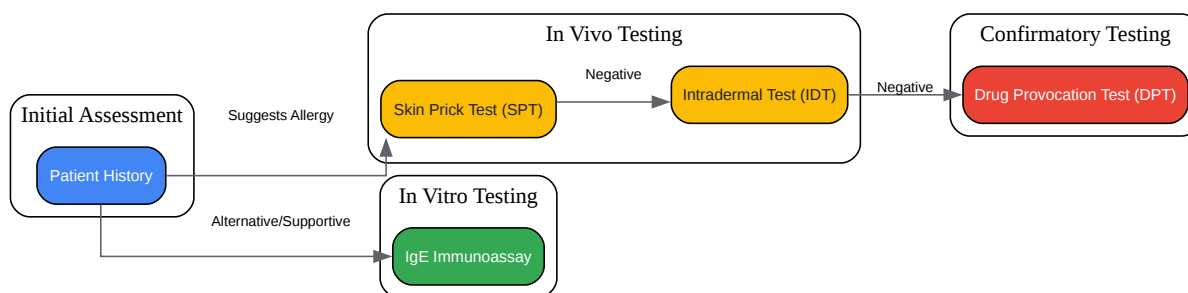 In Vivo Testing
Confirmatory Testing
Negative
Negative
Skin Prick Test (SPT)
Intradermal Test (IDT)
Drug Provocation Test (DPT)
Initial Assessment
Suggests Allergy
Patient History
In Vitro Testing
Alternative/Supportive
IgE Immunoassay